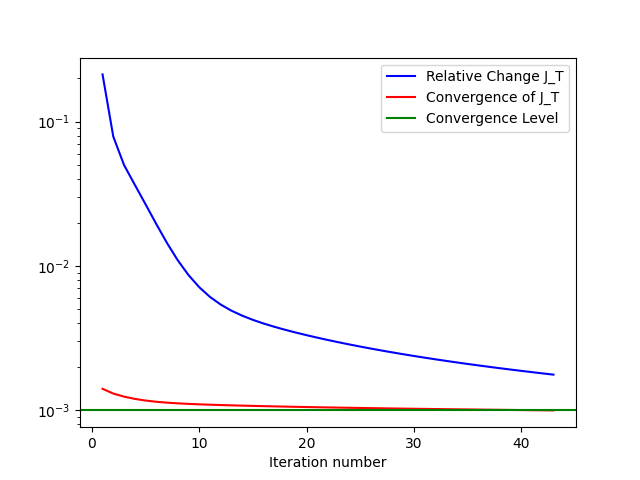 Relative Change J_T
Convergence of J_T
Convergence Level
10⁻¹
10⁻²
10⁻³
0 10 20 30 40
Iteration number